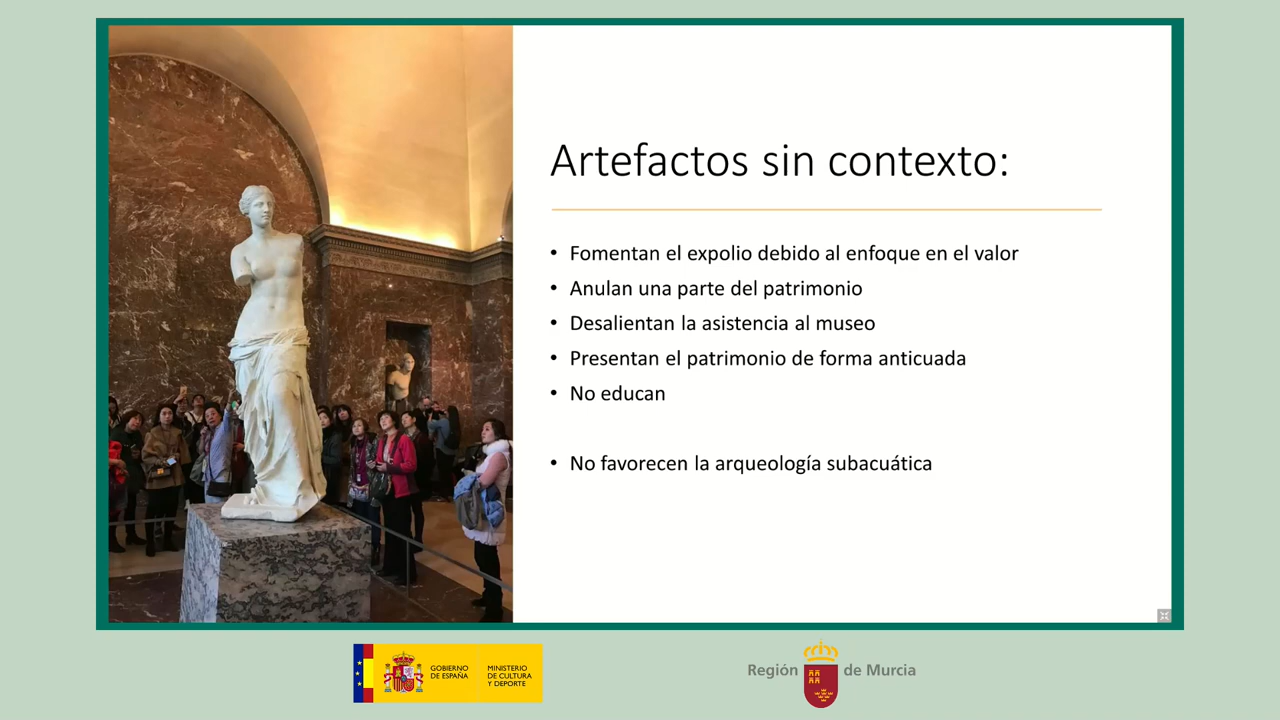 Artefactos sin contexto:
• Fomentan el expolio debido al enfoque en el valor
• Anulan una parte del patrimonio
• Desalientan la asistencia al museo
• Presentan el patrimonio de forma anticuada
• No educan
• No favorecen la arqueología subacuática
GOBIERNO
DE ESPAÑA
MINISTERIO
DE CULTURA
Y DEPORTE
Región de Murcia